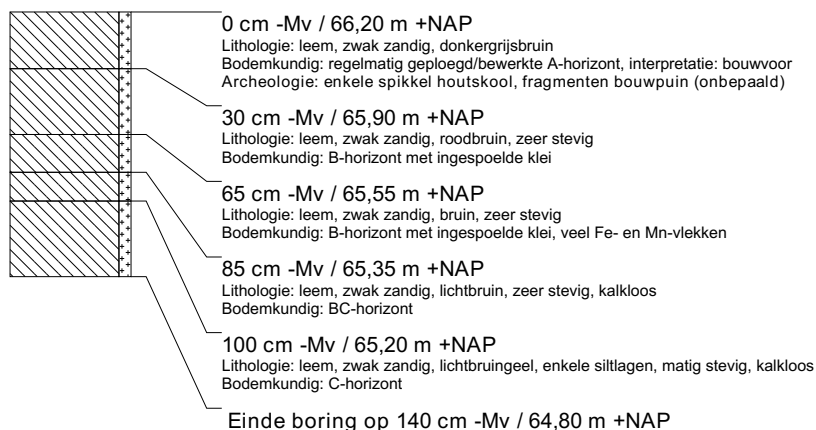 0 cm -Mv / 66,20 m +NAP
Lithologie: leem, zwak zandig, donkergrijsbruin
Bodemkundig: regelmatig geploegd/bewerkte A-horizont, interpretatie: bouwvoor
Archeologie: enkele spikkel houtskool, fragmenten bouwpuin (onbepaald)
30 cm -Mv / 65,90 m +NAP
Lithologie: leem, zwak zandig, roodbruin, zeer stevig
Bodemkundig: B-horizont met ingespoelde klei
65 cm -Mv / 65,55 m +NAP
Lithologie: leem, zwak zandig, bruin, zeer stevig
Bodemkundig: B-horizont met ingespoelde klei, veel Fe- en Mn-vlekken
85 cm -Mv / 65,35 m +NAP
Lithologie: leem, zwak zandig, lichtbruin, zeer stevig, kalkloos
Bodemkundig: BC-horizont
100 cm -Mv / 65,20 m +NAP
Lithologie: leem, zwak zandig, lichtbruingeel, enkele siltlagen, matig stevig, kalkloos
Bodemkundig: C-horizont
Einde boring op 140 cm -Mv / 64,80 m +NAP